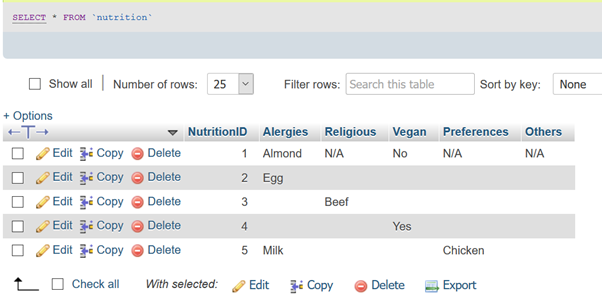 SELECT * FROM 'nutrition'
Show all Number of rows: 25 Filter rows: Search this table Sort by key: None
+ Options
NutritionID Alergies Religious Vegan Preferences Others
Edit Copy Delete 1 Almond N/A No N/A N/A
Edit Copy Delete 2 Egg
Edit Copy Delete 3 Beef
Edit Copy Delete 4 Yes
Edit Copy Delete 5 Milk Chicken
Check all With selected: Edit Copy Delete Export